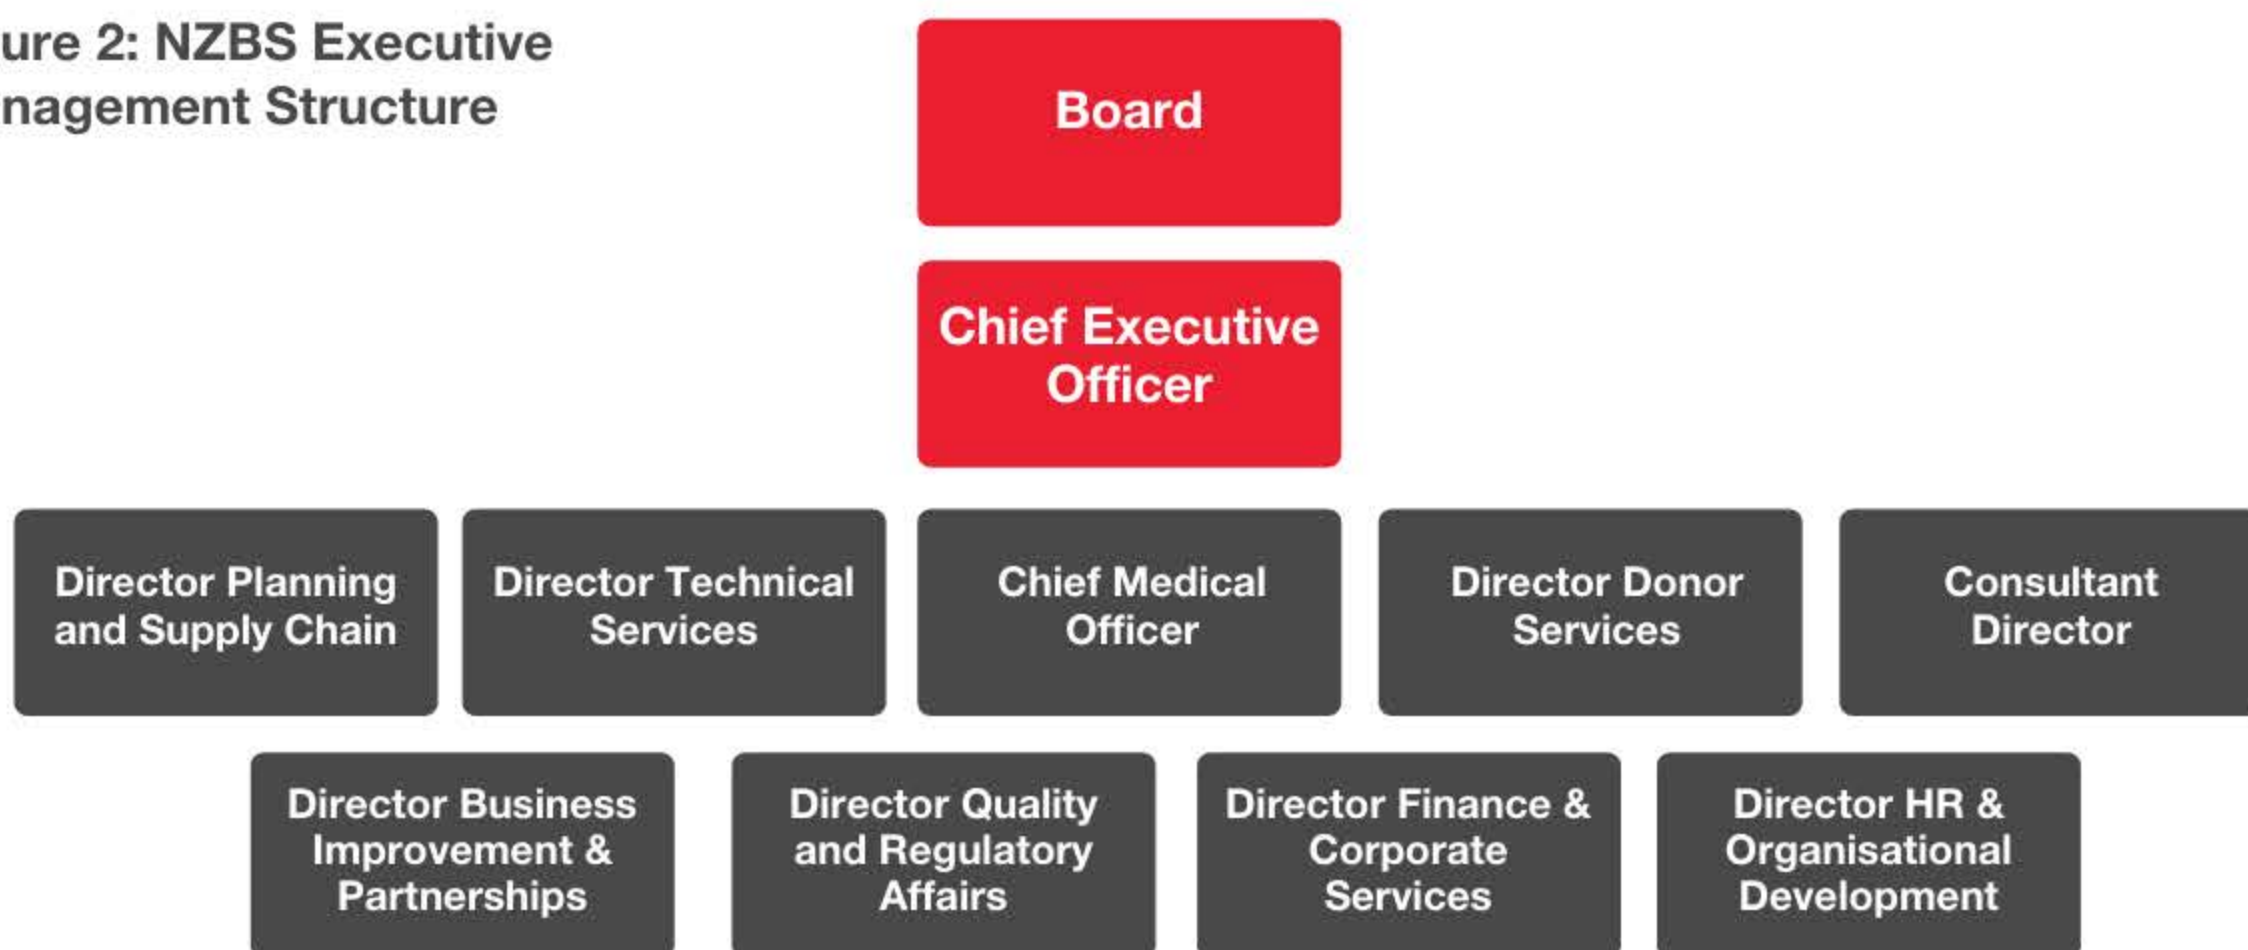 ure 2: NZBS Executive
nagement Structure
Board
Chief Executive
Officer
Director Planning
and Supply Chain
Director Technical
Services
Chief Medical
Officer
Director Donor
Services
Consultant
Director
Director Business
Improvement &
Partnerships
Director Quality
and Regulatory
Affairs
Director Finance &
Corporate
Services
Director HR &
Organisational
Development